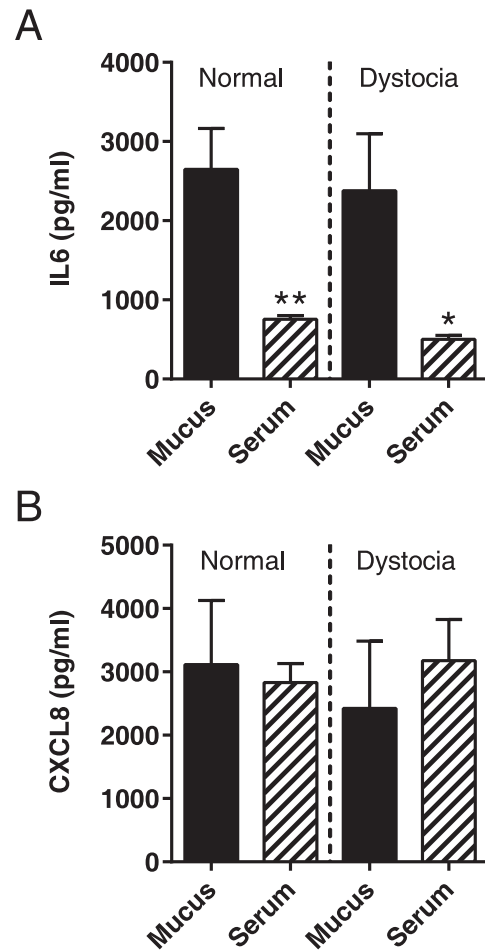 A
4000
Normal
Dystocia
3000
IL6 (pg/ml)
2000
1000
**
*
0
Mucus
Serum
Mucus
Serum
B
5000
Normal
Dystocia
4000
CXCL8 (pg/ml)
3000
2000
1000
0
Mucus
Serum
Mucus
Serum